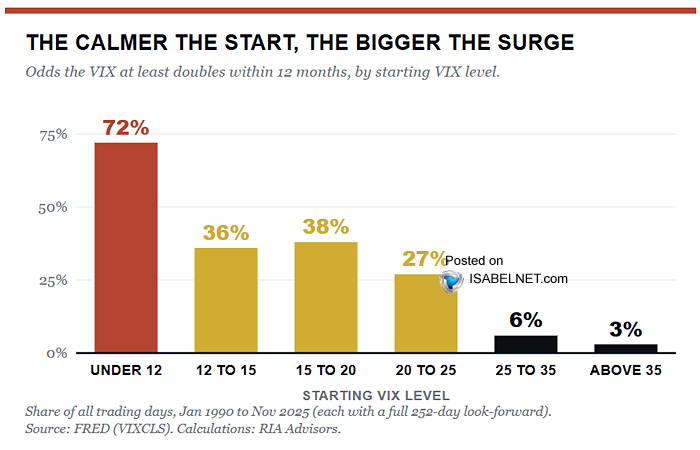 THE CALMER THE START, THE BIGGER THE SURGE
Odds the VIX at least doubles within 12 months, by starting VIX level.
75%
50%
25%
0%
72%
36%
38%
27%
6%
3%
Posted on
ISABELNET.com
UNDER 12
12 TO 15
15 TO 20
20 TO 25
25 TO 35
ABOVE 35
STARTING VIX LEVEL
Share of all trading days, Jan 1990 to Nov 2025 (each with a full 252-day look-forward).
Source: FRED (VIXCLS). Calculations: RIA Advisors.